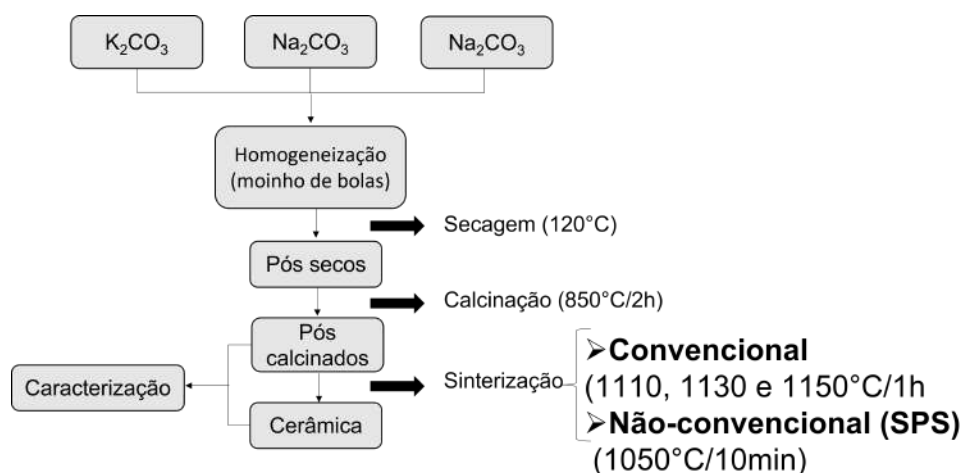 K₂CO₃
Na₂CO₃
Na₂CO₃
Homogeneização
(moinho de bolas)
Secagem (120°C)
Pós secos
Calcinação (850°C/2h)
Pós
calcinados
Caracterização
Sinterização
➢Convencional
(1110, 1130 e 1150°C/1h
➢Não-convencional (SPS)
(1050°C/10min)
Cerâmica